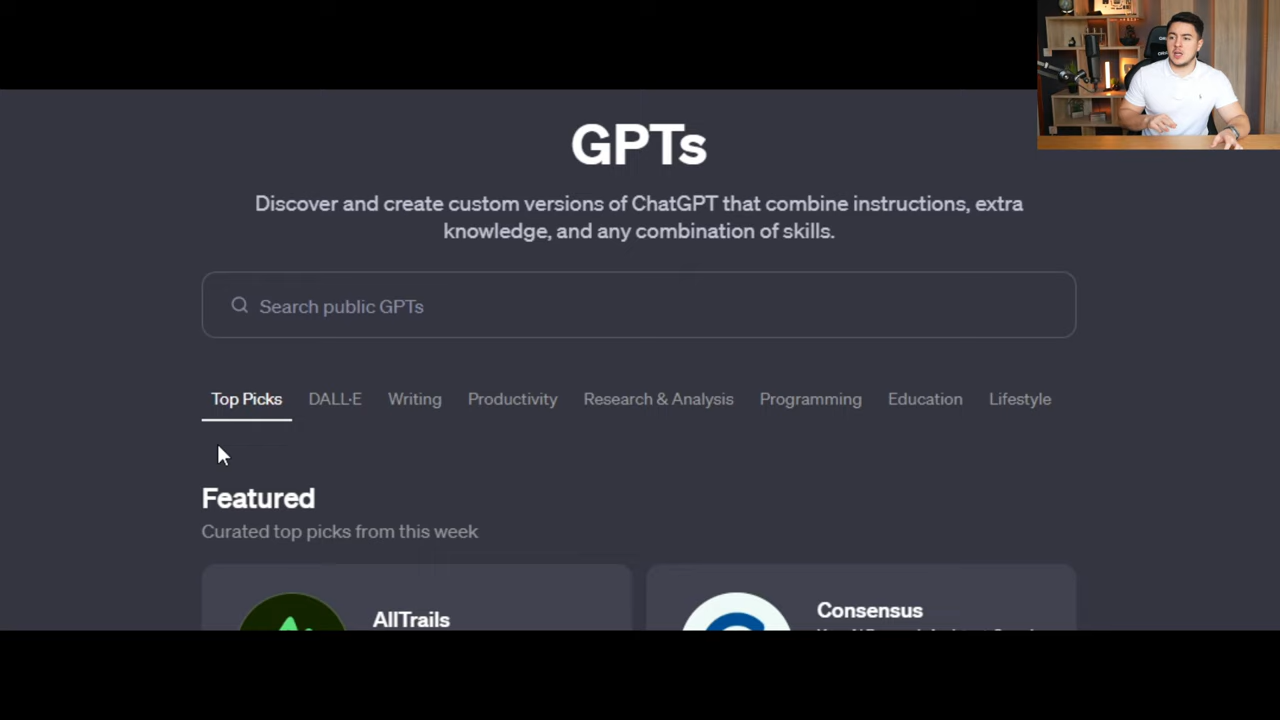 GPTs
Discover and create custom versions of ChatGPT that combine instructions, extra
knowledge, and any combination of skills.
Search public GPTs
Top Picks DALL·E Writing Productivity Research & Analysis Programming Education Lifestyle
Featured
Curated top picks from this week
AllTrails
Consensus